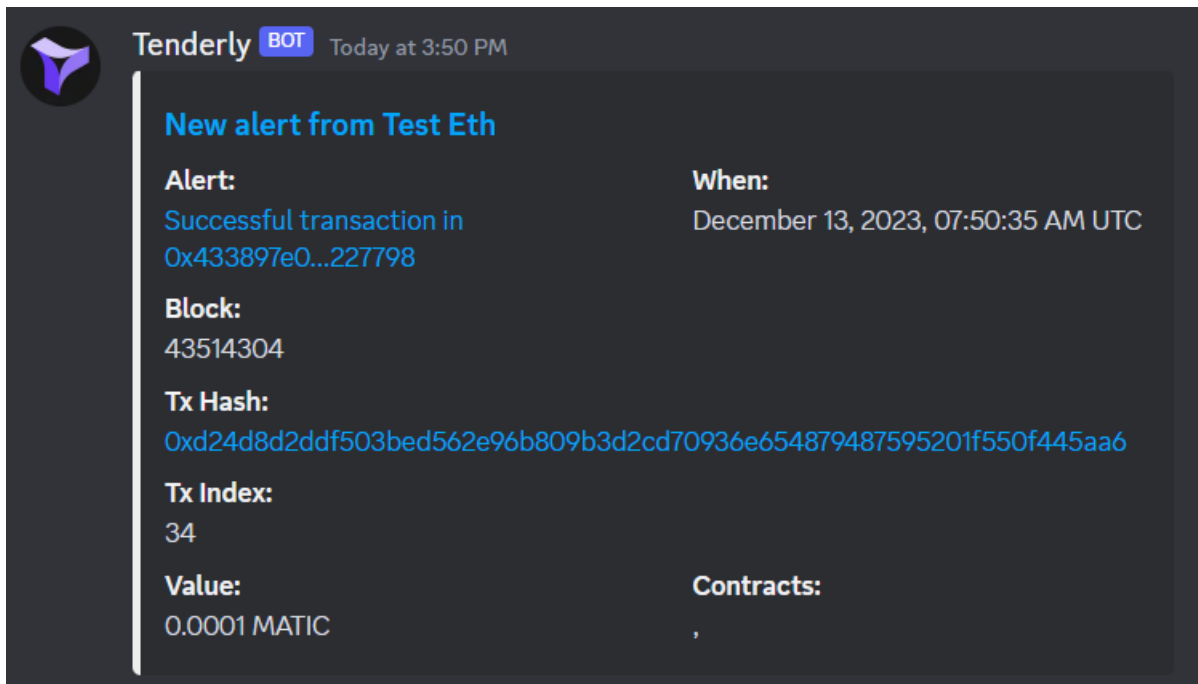 Tenderly BOT Today at 3:50 PM
New alert from Test Eth
Alert:
Successful transaction in
0x433897e0...227798
When:
December 13, 2023, 07:50:35 AM UTC
Block:
43514304
Tx Hash:
0xd24d8d2ddf503bed562e96b809b3d2cd70936e654879487595201f550f445aa6
Tx Index:
34
Value:
0.0001 MATIC
Contracts:
,